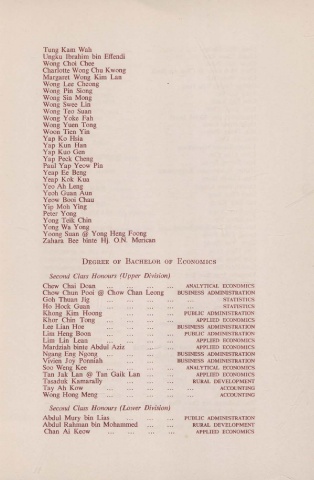 Tung Kam Wah
Ungku Ibrahim bin Effendi
Wong Choi Chee
Charlotte Wong Chu Kwong
Margaret Wong Kim Lan
Wong Lee Cheong
Wong Pin Siong
Wong Sia Mong
Wong Swee Lin
Wong Tao Suan
Wong Yoke Fah
Wong Yuen Tong
Woon Tien Yin
Yap Ko Hsia
Yap Kun Han
Yap Kuo Gen
Yap Peck Cheng
Paul Yap Yeow Pin
Yeap Ee Beng
Yeap Kok Kua
Yeo Ah Leng
Yeoh Guan Aun
Yeow Boon Chau
Yip Moh Ying
Peter Yong
Yong Teik Chin
Yong Wa Yong
Yoong Suan @ Yong Heng Foong
Zahara Bee binte Hj. O.N. Merican
DEGREE OF BACHELOR OF ECONOMICS
Second Class Honours (Upper Division)
Chew Chui Doan ... ... ... ... ANALYTICAL ECONOMICS
Chow Chun Pooi @ Chow Chan Leong BUSINESS ADMINISTRATION
Goh Thuan Jig ... ... ... ... ... STATISTICS
Ho Hock Guan ... ... ... ... ... STATISTICS
Khong Kim Hoong ... ... ... PUBLIC ADMINISTRATION
Khor Chin Tong ... ... ... ... APPLIED ECONOMICS
Lee Lian Hoe ... ... ... ... BUSINESS ADMINISTRATION
Lim Heng Boon ... ... ... ... PUBLIC ADMINISTRATION
Lim Lin Lean ... ... ... ... APPLIED ECONOMICS
Mardziah binte Abdul Aziz ... ... APPLIED ECONOMICS
Neang Eng Ngong ... ... ... BUSINESS ADMINISTRATION
Vivien Joy Ponniah ... ... ... BUSINESS ADMINISTRATION
Soo Weng Kee ... ... ... ... ANALYTICAL ECONOMICS
Tan Jak Lan @ Tan Gaik Lan ... ... APPLIED ECONOMICS
Tasaduk Kamarally ... ... ... RURAL DEVELOPMENT
Tay Ah Kow ... ... ... ... ... ACCOUNTING
Wong Hong Meng ... ... ... ... ACCOUNTING
Second Class Honours (Lower Division)
Abdul Mury bin Lias ... ... ... PUBLIC ADMINISTRATION
Abdul Rahman bin Mohammed ... ... RURAL DEVELOPMENT
Chan Ai Keow ... ... ... ... APPLIED ECONOMICS